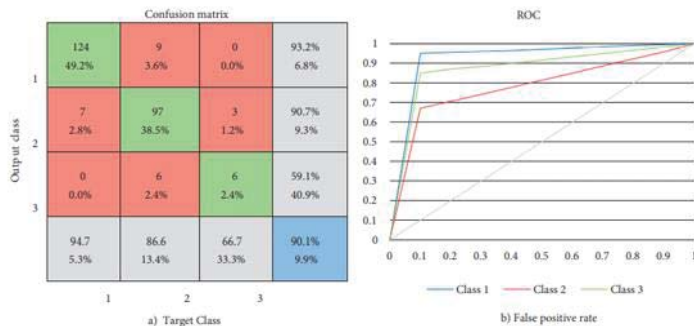 Confusion matrix
124 9 0 93.2%
49.2% 3.6% 0.0% 6.8%
1
7 97 3 90.7%
2.8% 38.5% 1.2% 9.3%
2
0 6 6 59.1%
0.0% 2.4% 2.4% 40.9%
3
94.7 86.6 66.7 90.1%
5.3% 13.4% 33.3% 9.9%
1 2 3
Output class
a) Target Class
ROC
1
0.9
0.8
0.7
0.6
0.5
0.4
0.3
0.2
0.1
0
0 0.1 0.2 0.3 0.4 0.5 0.6 0.7 0.8 0.9 1
Class 1 Class 2 Class 3
b) False positive rate